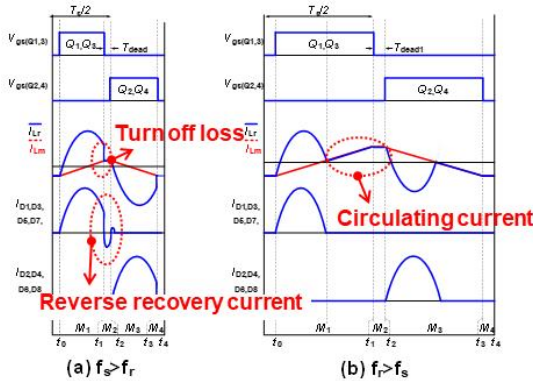 Ts/2
Vgs(Q1,3)
Q1,Q3
Tdead
Vgs(Q2,4)
Q2,Q4
ILr
ILm
Turn off loss
ID1,D3,
D5,D7,
ID2,D4,
D6,D8
Reverse recovery current
M1 M2 M3 M4
t0 t1 t2 t3 t4
(a) fs>fr
Vgs(Q1,3)
Q1,Q3
Tdead1
Vgs(Q2,4)
Q2,Q4
ILr
ILm
Circulating current
ID1,D3,
D5,D7,
ID2,D4,
D6,D8
M1 M2 M3 M4
t0 t1 t2 t3 t4
(b) fr>fs